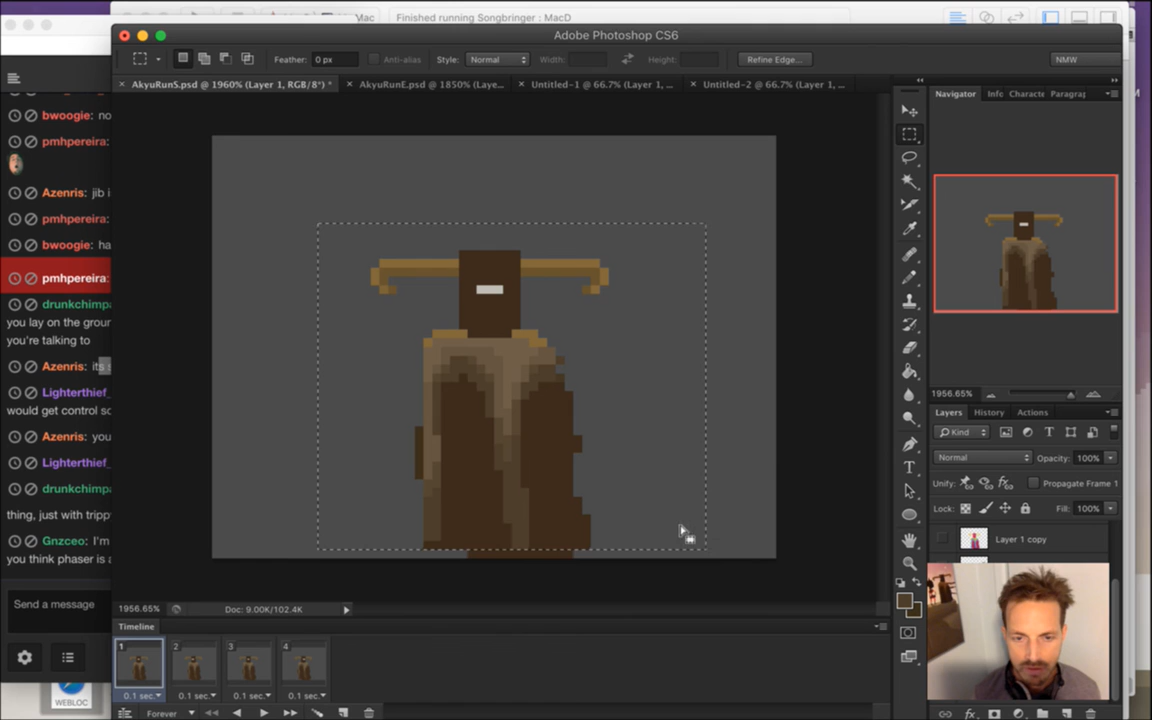 Mac
Finished running Songbringer : MacD
Adobe Photoshop CS6
Feather: 0 px
Anti-alias
Style: Normal
Width:
Height:
Refine Edge...
NMW
AkyuRunS.psd @ 1960% (Layer 1, RGB/8*) *
AkyuRunE.psd @ 1850% (Laye...
Untitled-1 @ 66.7% (Layer 1, ...
Untitled-2 @ 66.7% (Layer 1, ...
bwoogie: no
pmhpereira:
Azenris: jib i
pmhpereira:
bwoogie: ha
pmhpereira:
drunkchimpa
you lay on the groun
you're talking to
Azenris: its s
Lighterthief_
would get control sc
Azenris: you
Lighterthief_
drunkchimpa
thing, just with tripp
Gnzceo: I'm
you think phaser is a
Send a message
WEBLOC
Navigator
Info
Characte
Paragra
1956.65%
Layers
History
Actions
Kind
Normal
Opacity: 100%
Unify:
Propagate Frame 1
Lock:
Fill: 100%
Layer 1 copy
1956.65%
Doc: 9.00K/102.4K
Timeline
1
2
3
4
0.1 sec.
0.1 sec.
0.1 sec.
0.1 sec.
Forever